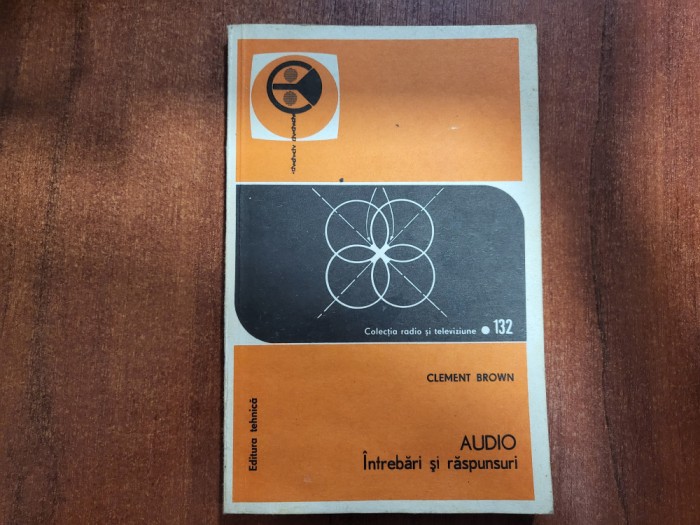 Colecția radio și televiziune • 132
CLEMENT BROWN
Editura tehnică
AUDIO
Întrebări și răspunsuri